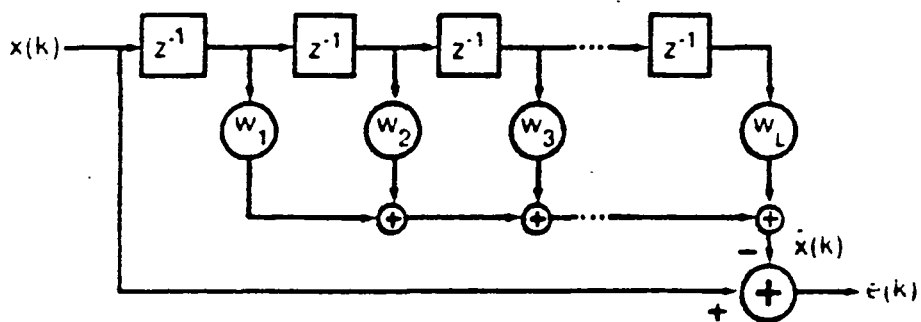 x(k) z⁻¹ z⁻¹ z⁻¹ ... z⁻¹
w₁ w₂ w₃ w_L
+ + ... +
− x̂(k)
+ + ϵ(k)